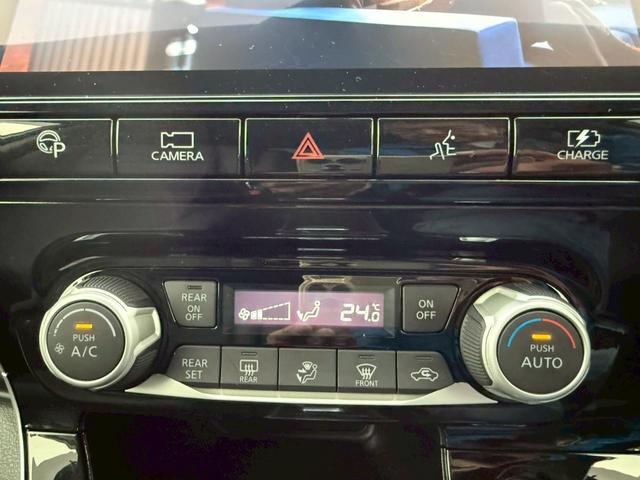 P
CAMERA
CHARGE
REAR
ON
OFF
24.0 °C
ON
OFF
PUSH
A/C
PUSH
AUTO
REAR
SET
REAR
FRONT